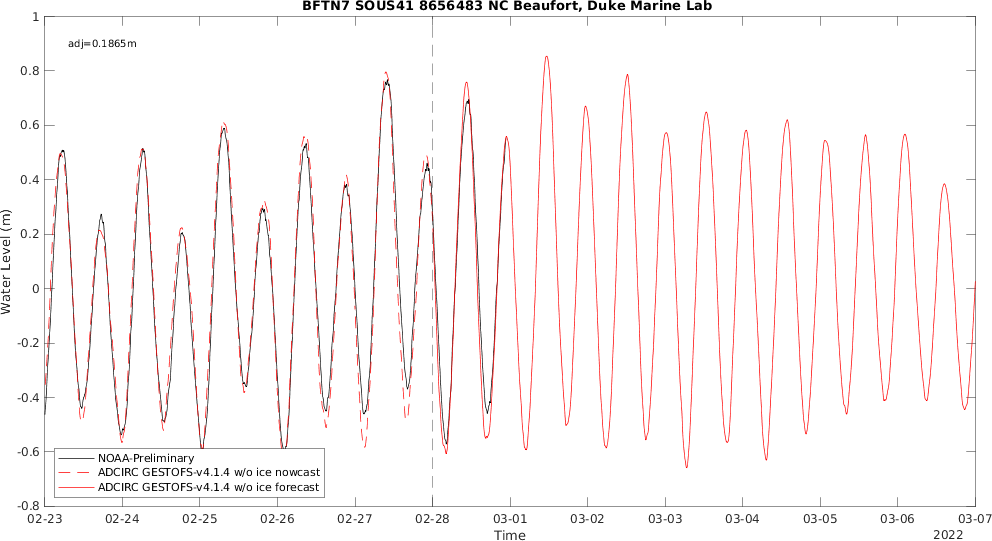 BFTN7 SOUS41 8656483 NC Beaufort, Duke Marine Lab
adj=0.1865m
1
0.8
0.6
0.4
0.2
0
-0.2
-0.4
-0.6
-0.8
Water Level (m)
NOAA-Preliminary
ADCIRC GESTOFS-v4.1.4 w/o ice nowcast
ADCIRC GESTOFS-v4.1.4 w/o ice forecast
02-23 02-24 02-25 02-26 02-27 02-28 03-01 03-02 03-03 03-04 03-05 03-06 03-07
Time
2022